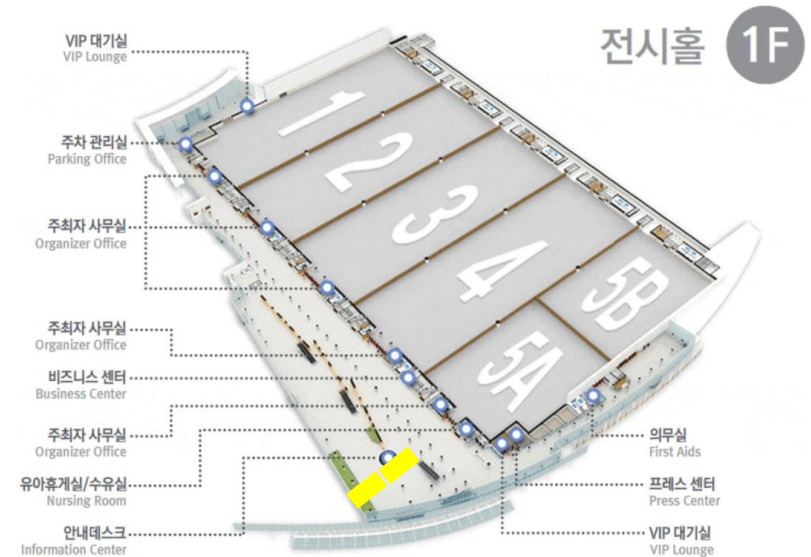 전시홀 1F
VIP 대기실
VIP Lounge
주차 관리실
Parking Office
주최자 사무실
Organizer Office
주최자 사무실
Organizer Office
비즈니스 센터
Business Center
주최자 사무실
Organizer Office
유아휴게실/수유실
Nursing Room
안내데스크
Information Center
1
2
3
4
5B
5A
의무실
First Aids
프레스 센터
Press Center
VIP 대기실
VIP Lounge